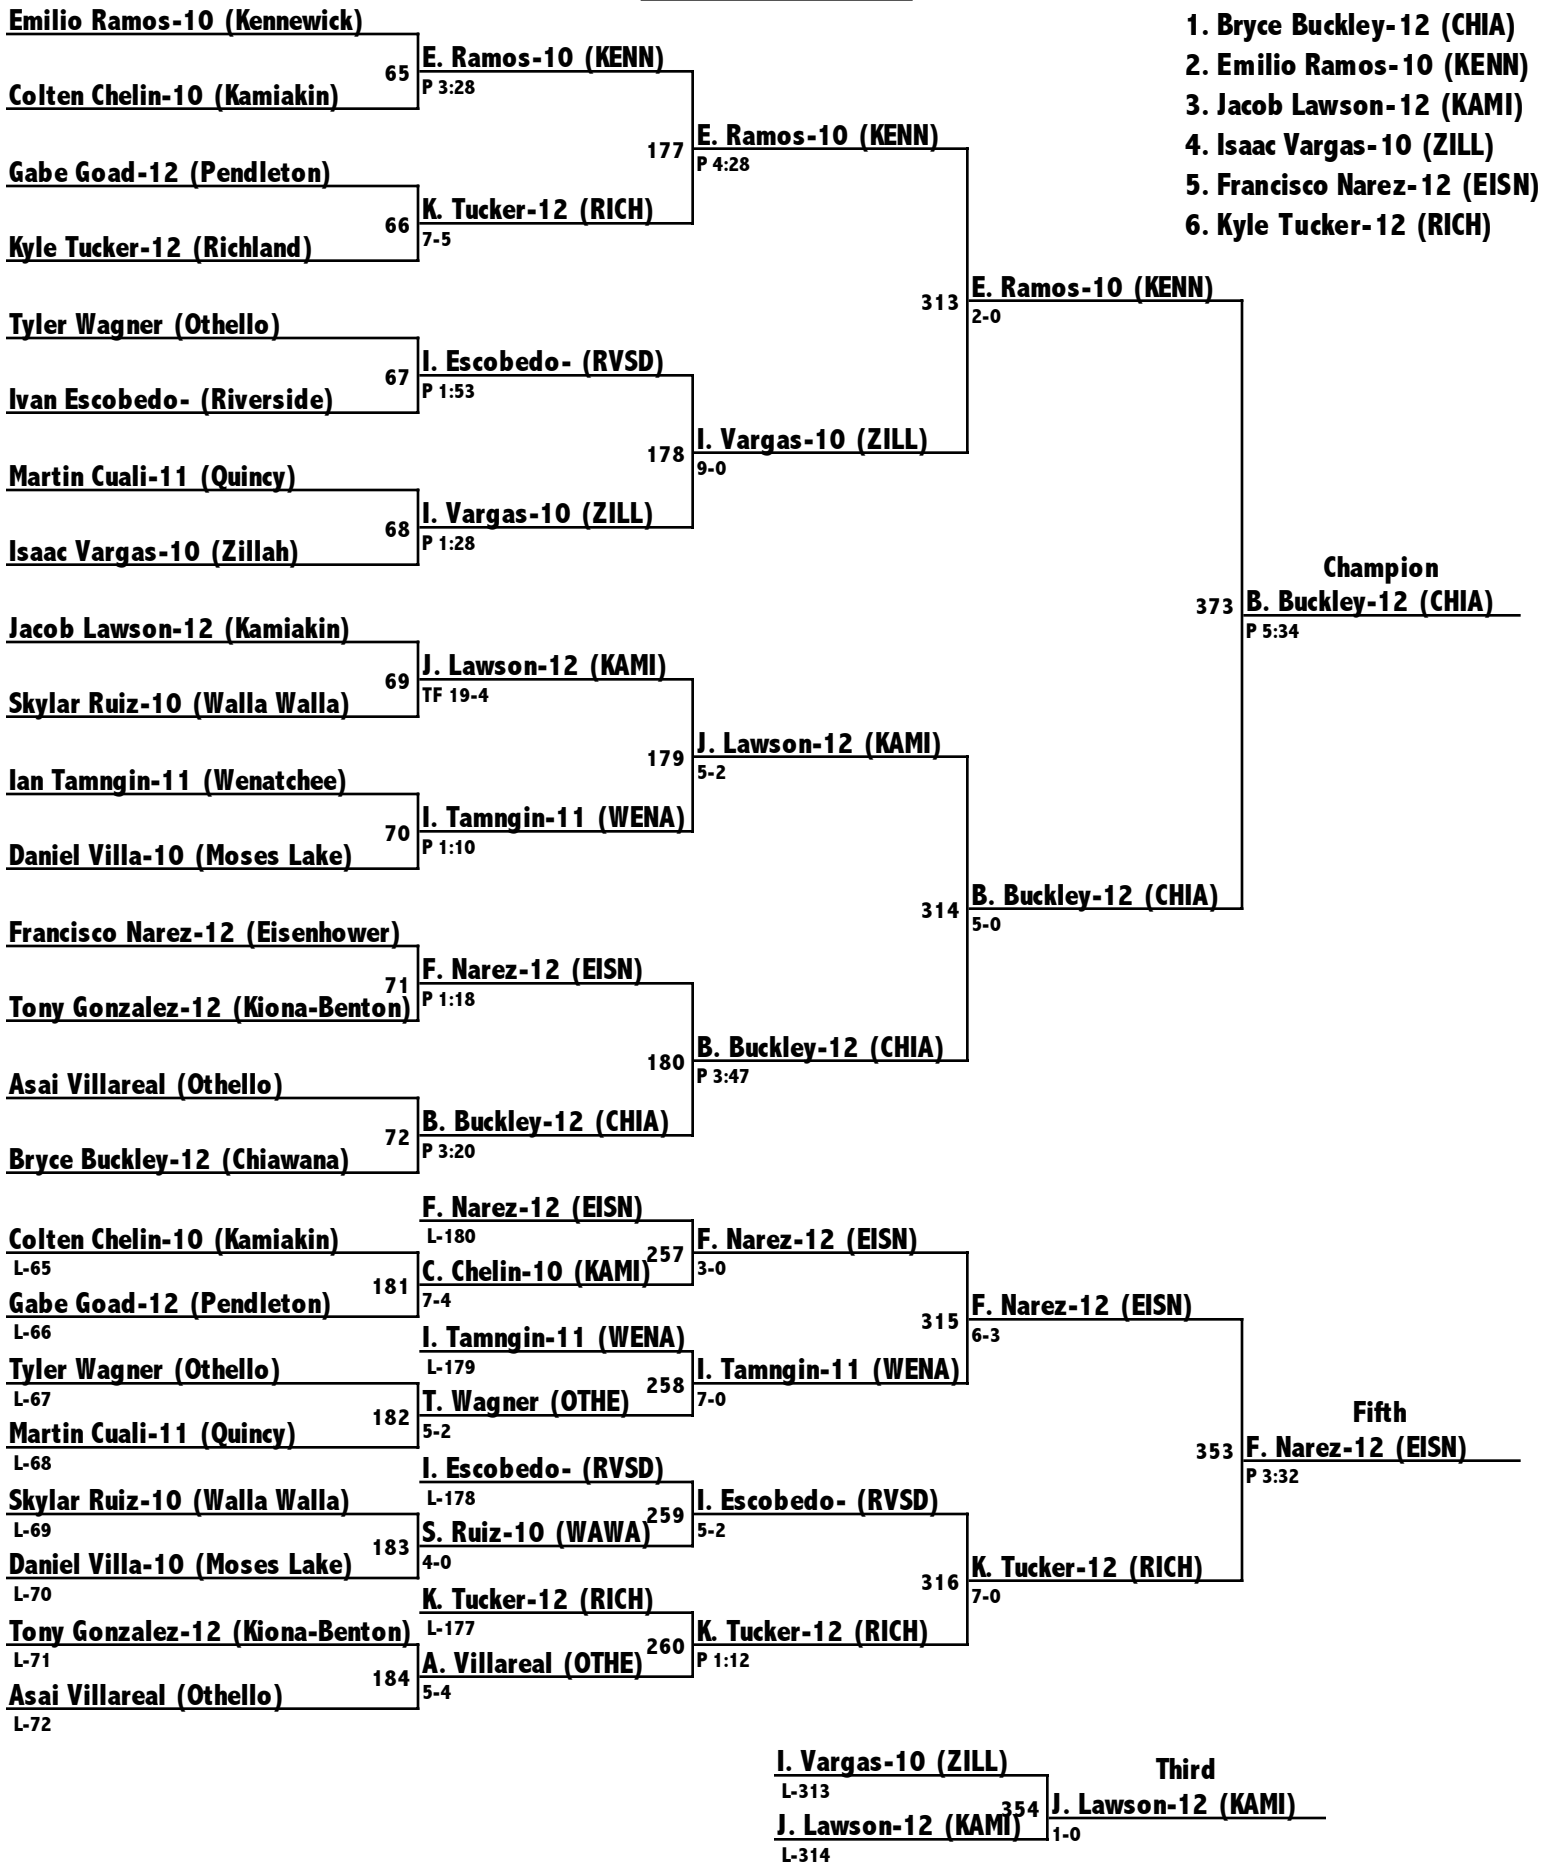 Emilio Ramos-10 (Kennewick)
1. Bryce Buckley-12 (CHIA)
2. Emilio Ramos-10 (KENN)
3. Jacob Lawson-12 (KAMI)
4. Isaac Vargas-10 (ZILL)
5. Francisco Narez-12 (EISN)
6. Kyle Tucker-12 (RICH)
65 E. Ramos-10 (KENN)
P 3:28
Colten Chelin-10 (Kamiakin)
177 E. Ramos-10 (KENN)
P 4:28
Gabe Goad-12 (Pendleton)
66 K. Tucker-12 (RICH)
7-5
Kyle Tucker-12 (Richland)
313 E. Ramos-10 (KENN)
2-0
Tyler Wagner (Othello)
67 I. Escobedo- (RVSD)
P 1:53
Ivan Escobedo- (Riverside)
178 I. Vargas-10 (ZILL)
9-0
Martin Cuali-11 (Quincy)
68 I. Vargas-10 (ZILL)
P 1:28
Isaac Vargas-10 (Zillah)
Champion
373 B. Buckley-12 (CHIA)
P 5:34
Jacob Lawson-12 (Kamiakin)
69 J. Lawson-12 (KAMI)
TF 19-4
Skylar Ruiz-10 (Walla Walla)
179 J. Lawson-12 (KAMI)
5-2
Ian Tamngin-11 (Wenatchee)
70 I. Tamngin-11 (WENA)
P 1:10
Daniel Villa-10 (Moses Lake)
314 B. Buckley-12 (CHIA)
5-0
Francisco Narez-12 (Eisenhower)
71 F. Narez-12 (EISN)
P 1:18
Tony Gonzalez-12 (Kiona-Benton)
180 B. Buckley-12 (CHIA)
P 3:47
Asai Villareal (Othello)
72 B. Buckley-12 (CHIA)
P 3:20
Bryce Buckley-12 (Chiawana)
F. Narez-12 (EISN)
L-180
Colten Chelin-10 (Kamiakin)
L-65
257 F. Narez-12 (EISN)
3-0
181 C. Chelin-10 (KAMI)
7-4
Gabe Goad-12 (Pendleton)
L-66
315 F. Narez-12 (EISN)
6-3
I. Tamngin-11 (WENA)
L-179
Tyler Wagner (Othello)
L-67
258 I. Tamngin-11 (WENA)
7-0
182 T. Wagner (OTHE)
5-2
Martin Cuali-11 (Quincy)
L-68
Fifth
353 F. Narez-12 (EISN)
P 3:32
I. Escobedo- (RVSD)
L-178
Skylar Ruiz-10 (Walla Walla)
L-69
259 I. Escobedo- (RVSD)
5-2
183 S. Ruiz-10 (WAWA)
4-0
Daniel Villa-10 (Moses Lake)
L-70
316 K. Tucker-12 (RICH)
7-0
K. Tucker-12 (RICH)
L-177
Tony Gonzalez-12 (Kiona-Benton)
L-71
260 K. Tucker-12 (RICH)
P 1:12
184 A. Villareal (OTHE)
5-4
Asai Villareal (Othello)
L-72
I. Vargas-10 (ZILL)
L-313
Third
354 J. Lawson-12 (KAMI)
1-0
J. Lawson-12 (KAMI)
L-314